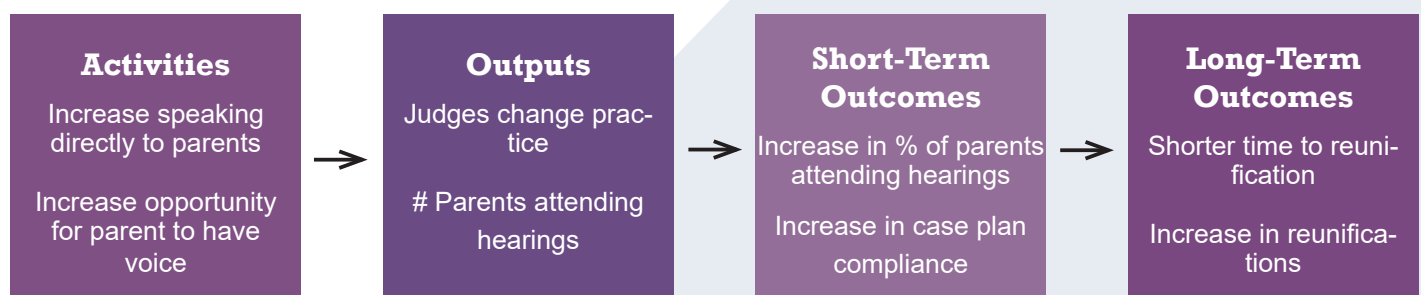 Activities
Increase speaking
directly to parents
Increase opportunity
for parent to have
voice
Outputs
Judges change prac-
tice
# Parents attending
hearings
Short-Term
Outcomes
Increase in % of parents
attending hearings
Increase in case plan
compliance
Long-Term
Outcomes
Shorter time to reuni-
fication
Increase in reunifica-
tions